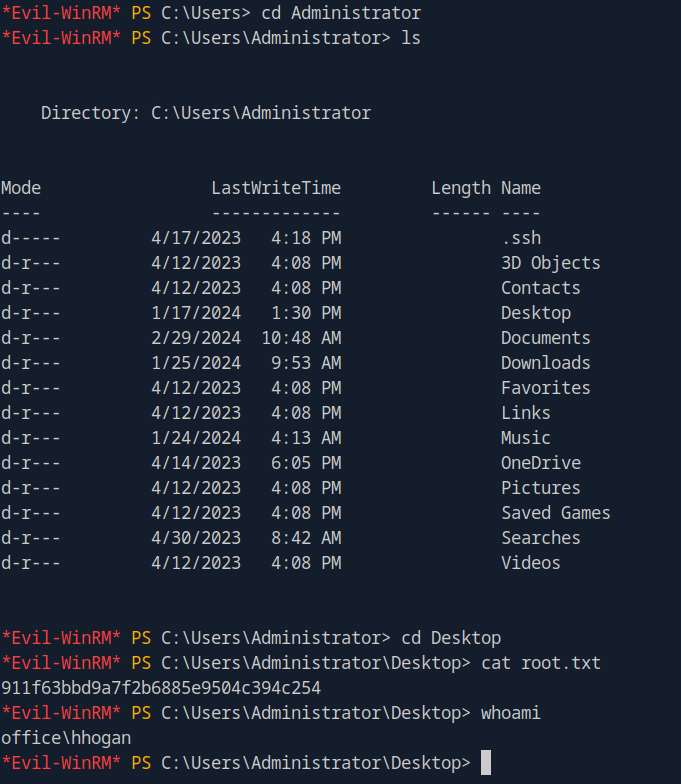 *Evil-WinRM* PS C:\Users> cd Administrator
*Evil-WinRM* PS C:\Users\Administrator> ls
Directory: C:\Users\Administrator
Mode LastWriteTime Length Name
---- ------------- ------ ----
d----- 4/17/2023 4:18 PM .ssh
d-r--- 4/12/2023 4:08 PM 3D Objects
d-r--- 4/12/2023 4:08 PM Contacts
d-r--- 1/17/2024 1:30 PM Desktop
d-r--- 2/29/2024 10:48 AM Documents
d-r--- 1/25/2024 9:53 AM Downloads
d-r--- 4/12/2023 4:08 PM Favorites
d-r--- 4/12/2023 4:08 PM Links
d-r--- 1/24/2024 4:13 AM Music
d-r--- 4/14/2023 6:05 PM OneDrive
d-r--- 4/12/2023 4:08 PM Pictures
d-r--- 4/12/2023 4:08 PM Saved Games
d-r--- 4/30/2023 8:42 AM Searches
d-r--- 4/12/2023 4:08 PM Videos
*Evil-WinRM* PS C:\Users\Administrator> cd Desktop
*Evil-WinRM* PS C:\Users\Administrator\Desktop> cat root.txt
911f63bbd9a7f2b6885e9504c394c254
*Evil-WinRM* PS C:\Users\Administrator\Desktop> whoami
office\hhogan
*Evil-WinRM* PS C:\Users\Administrator\Desktop>